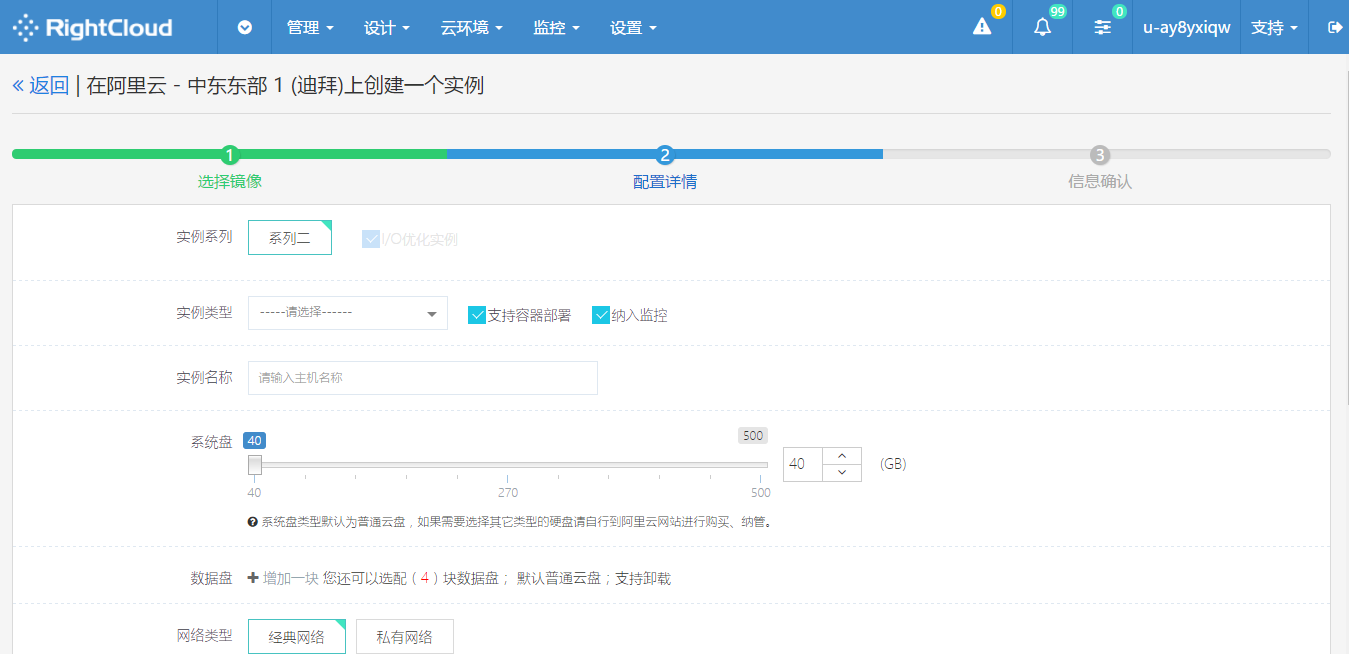 RightCloud 管理 设计 云环境 监控 设置 0 99 0 u-ay8yxiqw 支持
« 返回 | 在阿里云 - 中东东部 1 (迪拜)上创建一个实例
1 2 3
选择镜像 配置详情 信息确认
实例系列 系列二 I/O优化实例
实例类型 -----请选择------ 支持容器部署 纳入监控
实例名称 请输入主机名称
系统盘 40 500
40 (GB)
40 270 500
系统盘类型默认为普通云盘，如果需要选择其它类型的硬盘请自行到阿里云网站进行购买、纳管。
数据盘 增加一块 您还可以选配（ 4 ）块数据盘； 默认普通云盘；支持卸载
网络类型 经典网络 私有网络